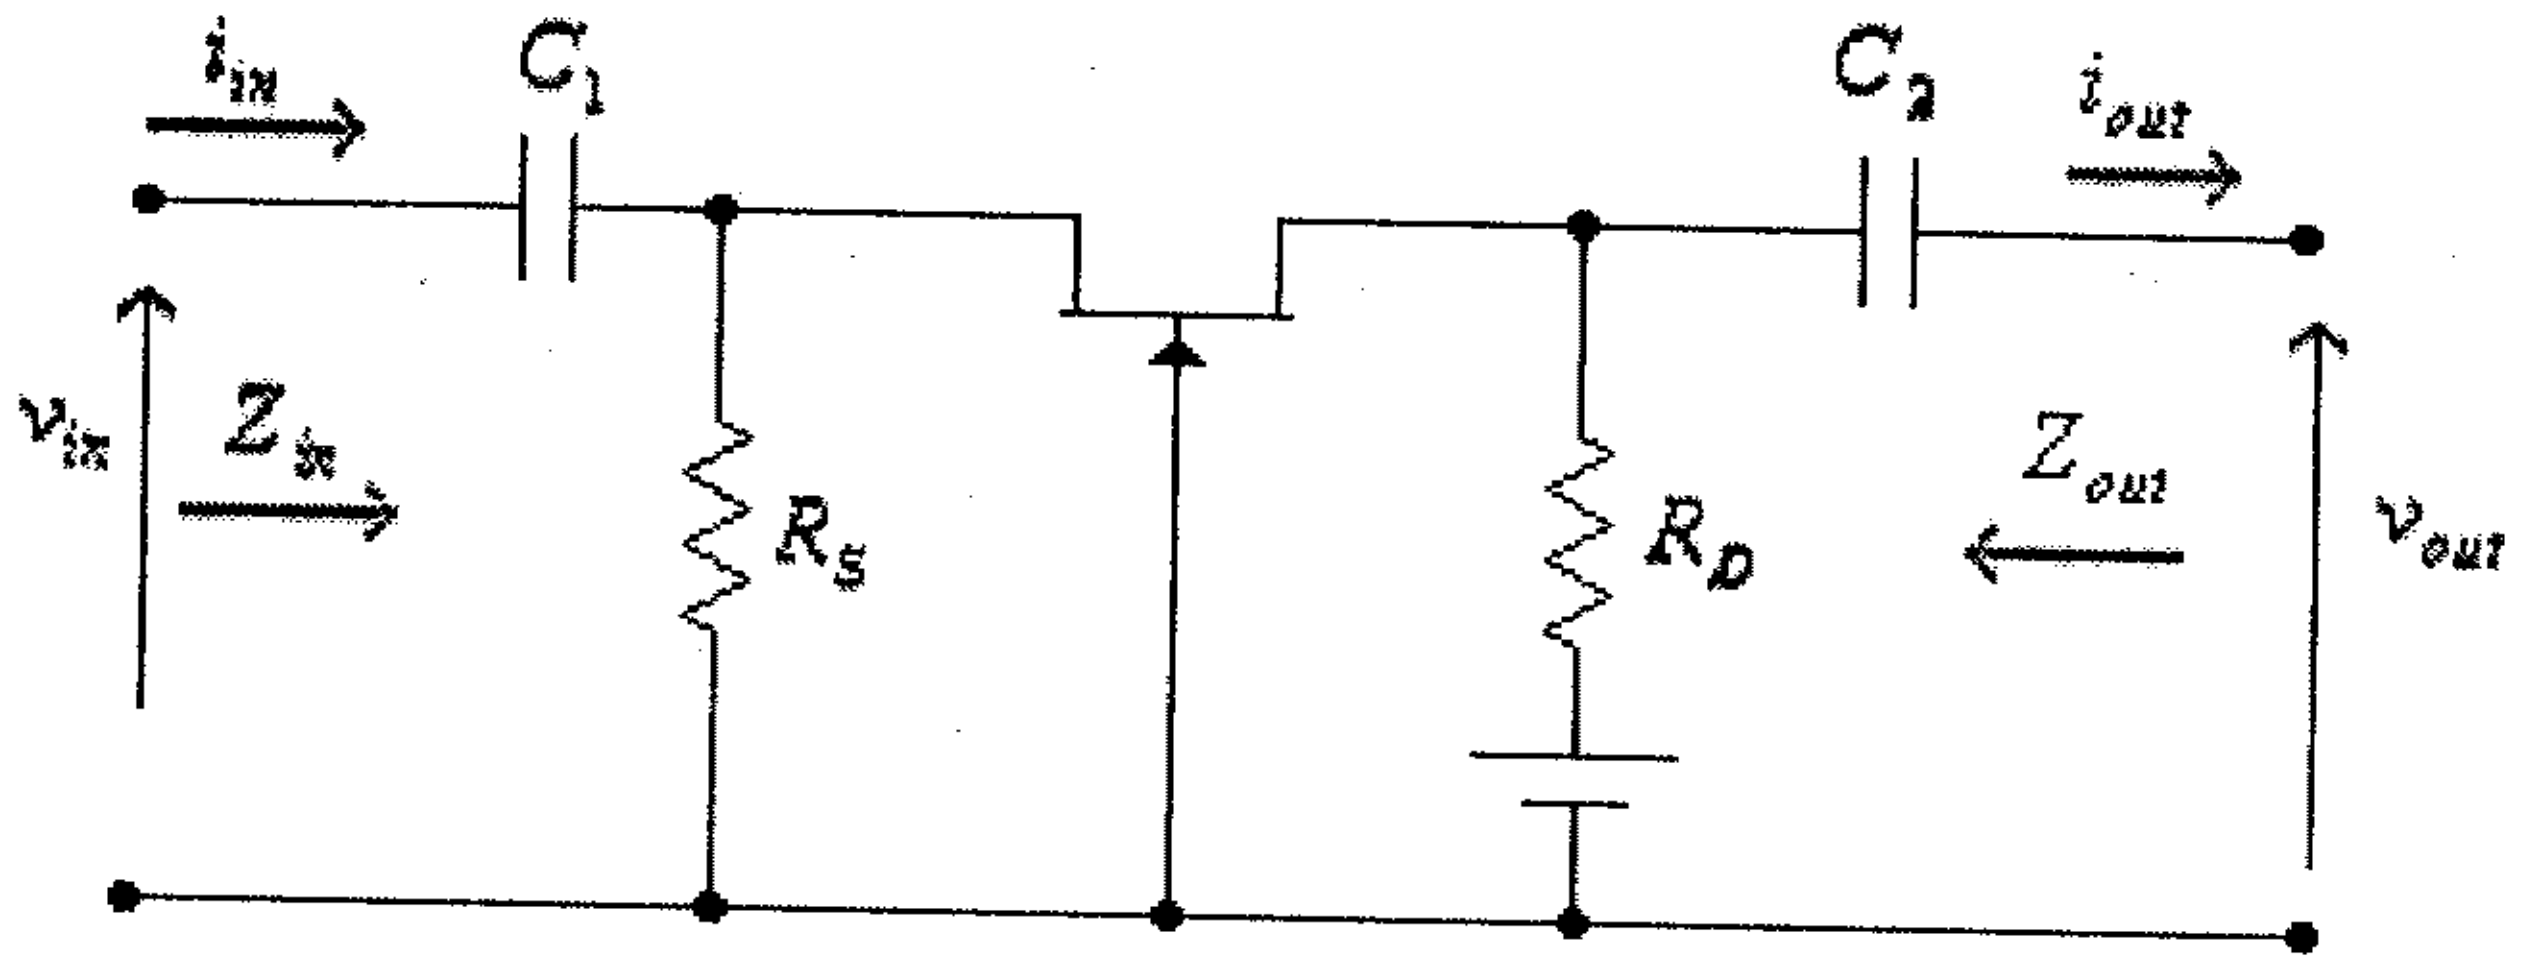 i_in
C_1
C_2
i_out
v_in
Z_in
R_S
R_D
Z_out
v_out